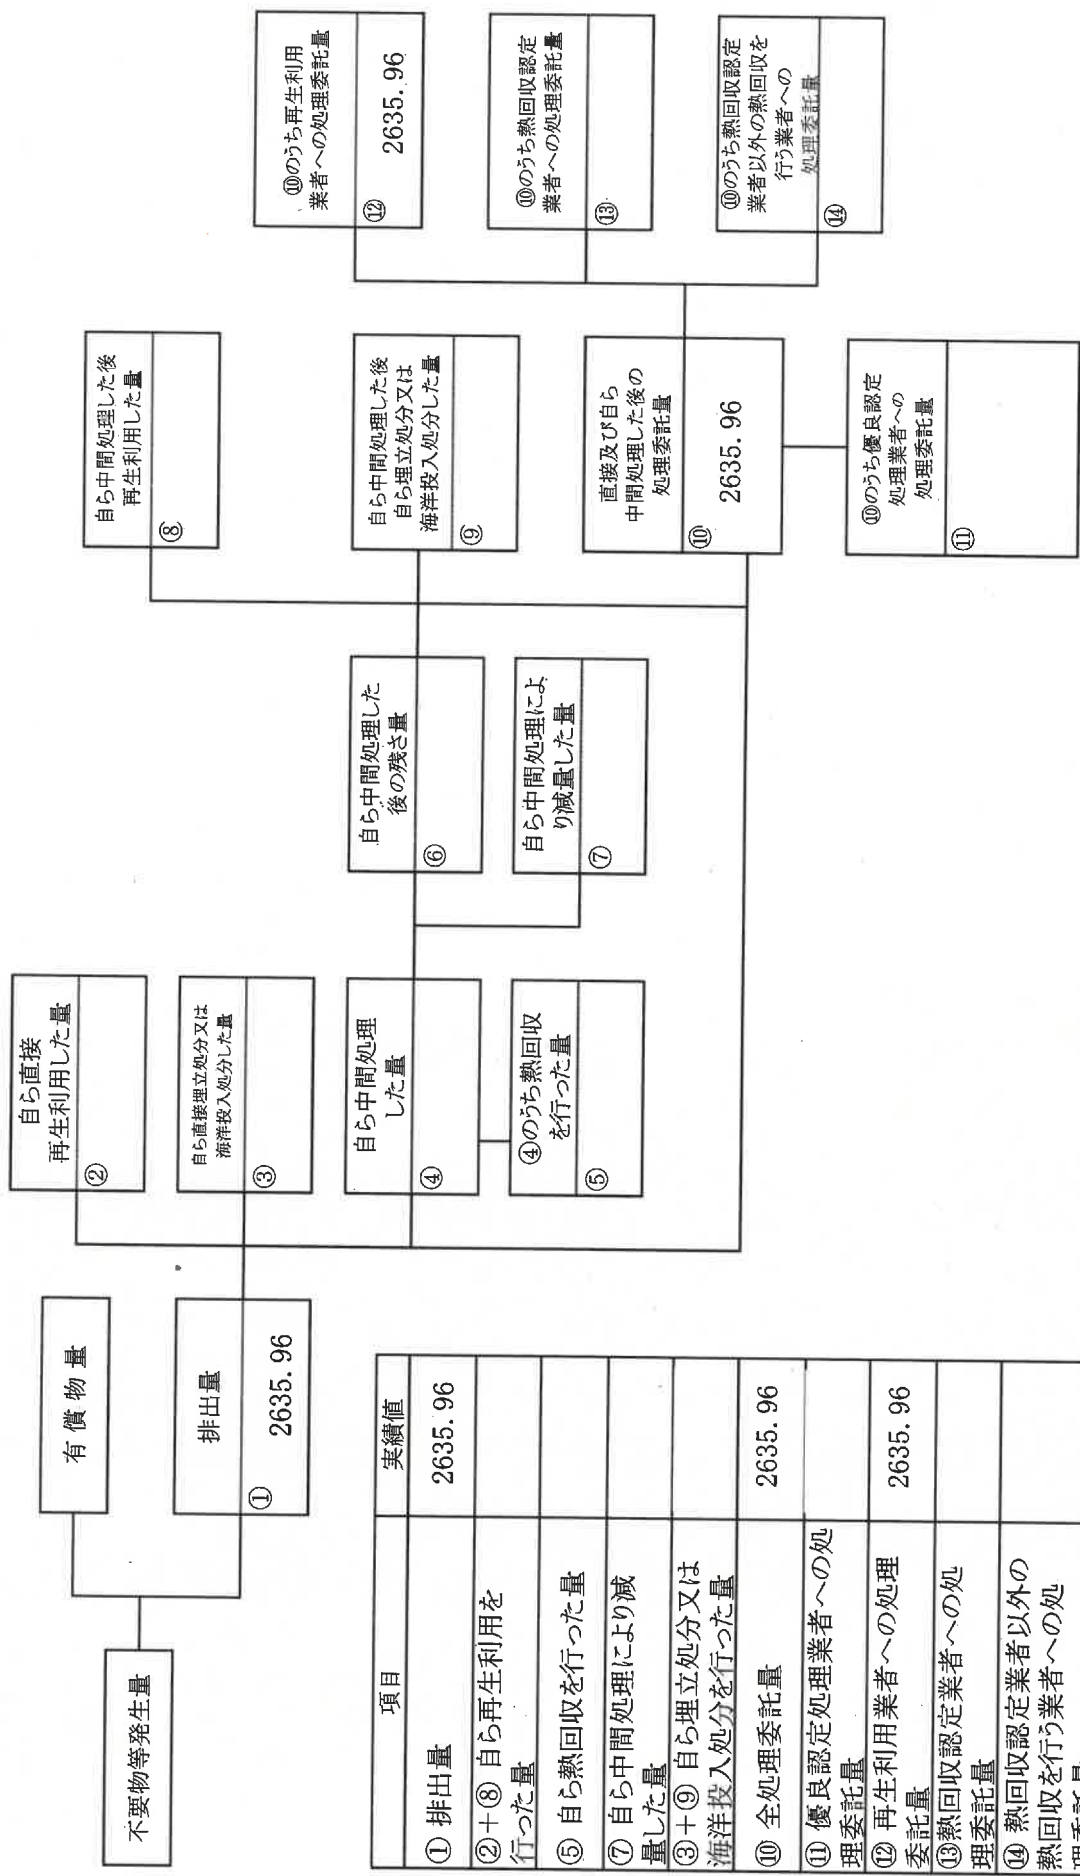 不要物等発生量
有償物量
排出量
①
2635.96
自ら直接
再生利用した量
②
自ら直接埋立処分又は
海洋投入処分した量
③
自ら中間処理
した量
④
④のうち熱回収
を行った量
⑤
自ら中間処理した
後の残さ量
⑥
自ら中間処理によ
り減量した量
⑦
自ら中間処理した後
再生利用した量
⑧
自ら中間処理した後
自ら埋立処分又は
海洋投入処分した量
⑨
直接及び自ら
中間処理した後の
処理委託量
⑩
2635.96
⑩のうち優良認定
処理業者への
処理委託量
⑪
⑩のうち再生利用
業者への処理委託量
⑫
2635.96
⑩のうち熱回収認定
業者への処理委託量
⑬
⑩のうち熱回収認定
業者以外の熱回収を
行う業者への
処理委託量
⑭
項目 実績値
①排出量 2635.96
②+⑧ 自ら再生利用を
行った量
⑤ 自ら熱回収を行った量
⑦ 自ら中間処理により減
量した量
③+⑨ 自ら埋立処分又は
海洋投入処分を行った量
⑩ 全処理委託量 2635.96
⑪ 優良認定処理業者への処
理委託量
⑫ 再生利用業者への処理
委託量 2635.96
⑬熱回収認定業者への処
理委託量
⑭ 熱回収認定業者以外の
熱回収を行う業者への処